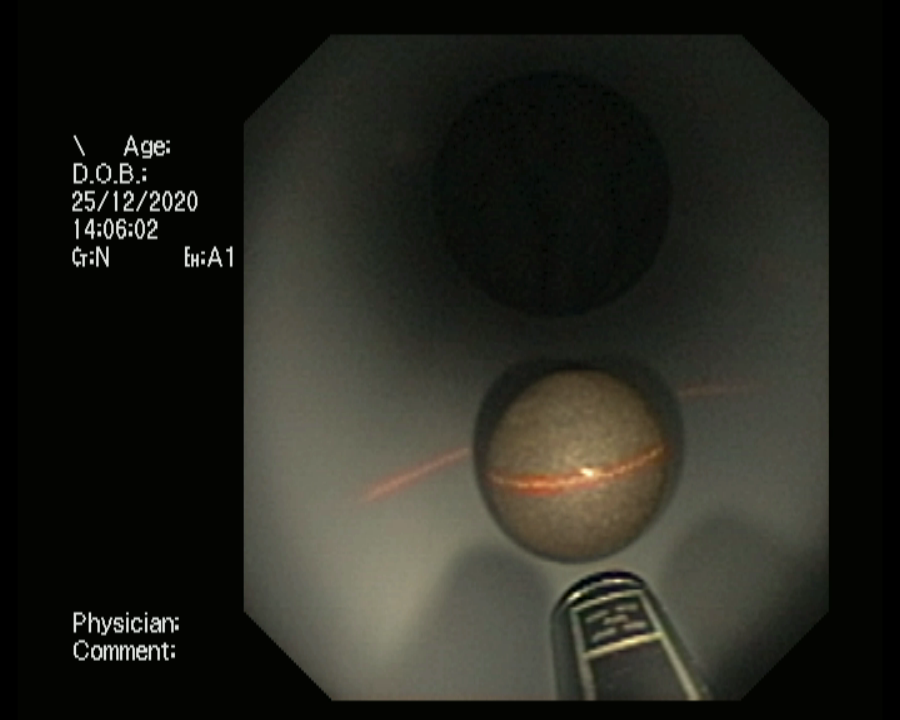 \ Age:
D.O.B.:
25/12/2020
14:06:02
Cr:N EH:A1
Physician:
Comment: